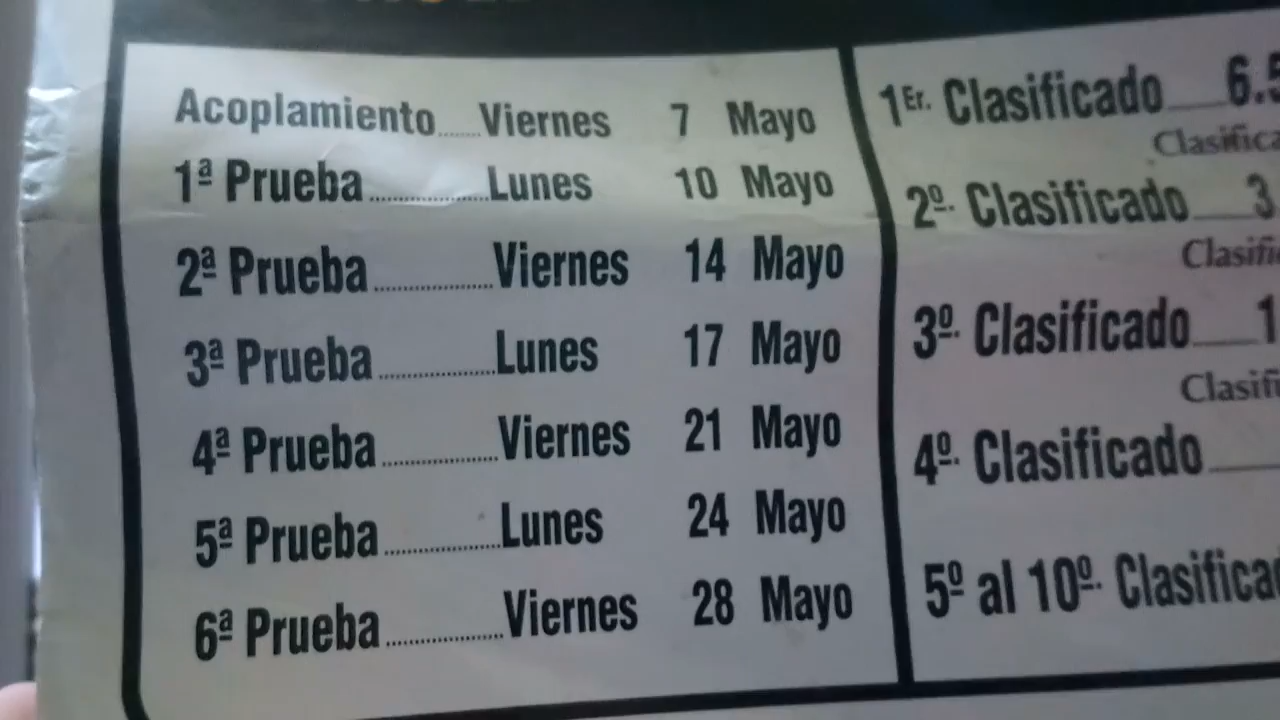 Acoplamiento......Viernes 7 Mayo
1ª Prueba..................Lunes 10 Mayo
2ª Prueba..................Viernes 14 Mayo
3ª Prueba..................Lunes 17 Mayo
4ª Prueba..................Viernes 21 Mayo
5ª Prueba..................Lunes 24 Mayo
6ª Prueba..................Viernes 28 Mayo
1Er. Clasificado
2º. Clasificado
3º. Clasificado
4º. Clasificado
5º al 10º.